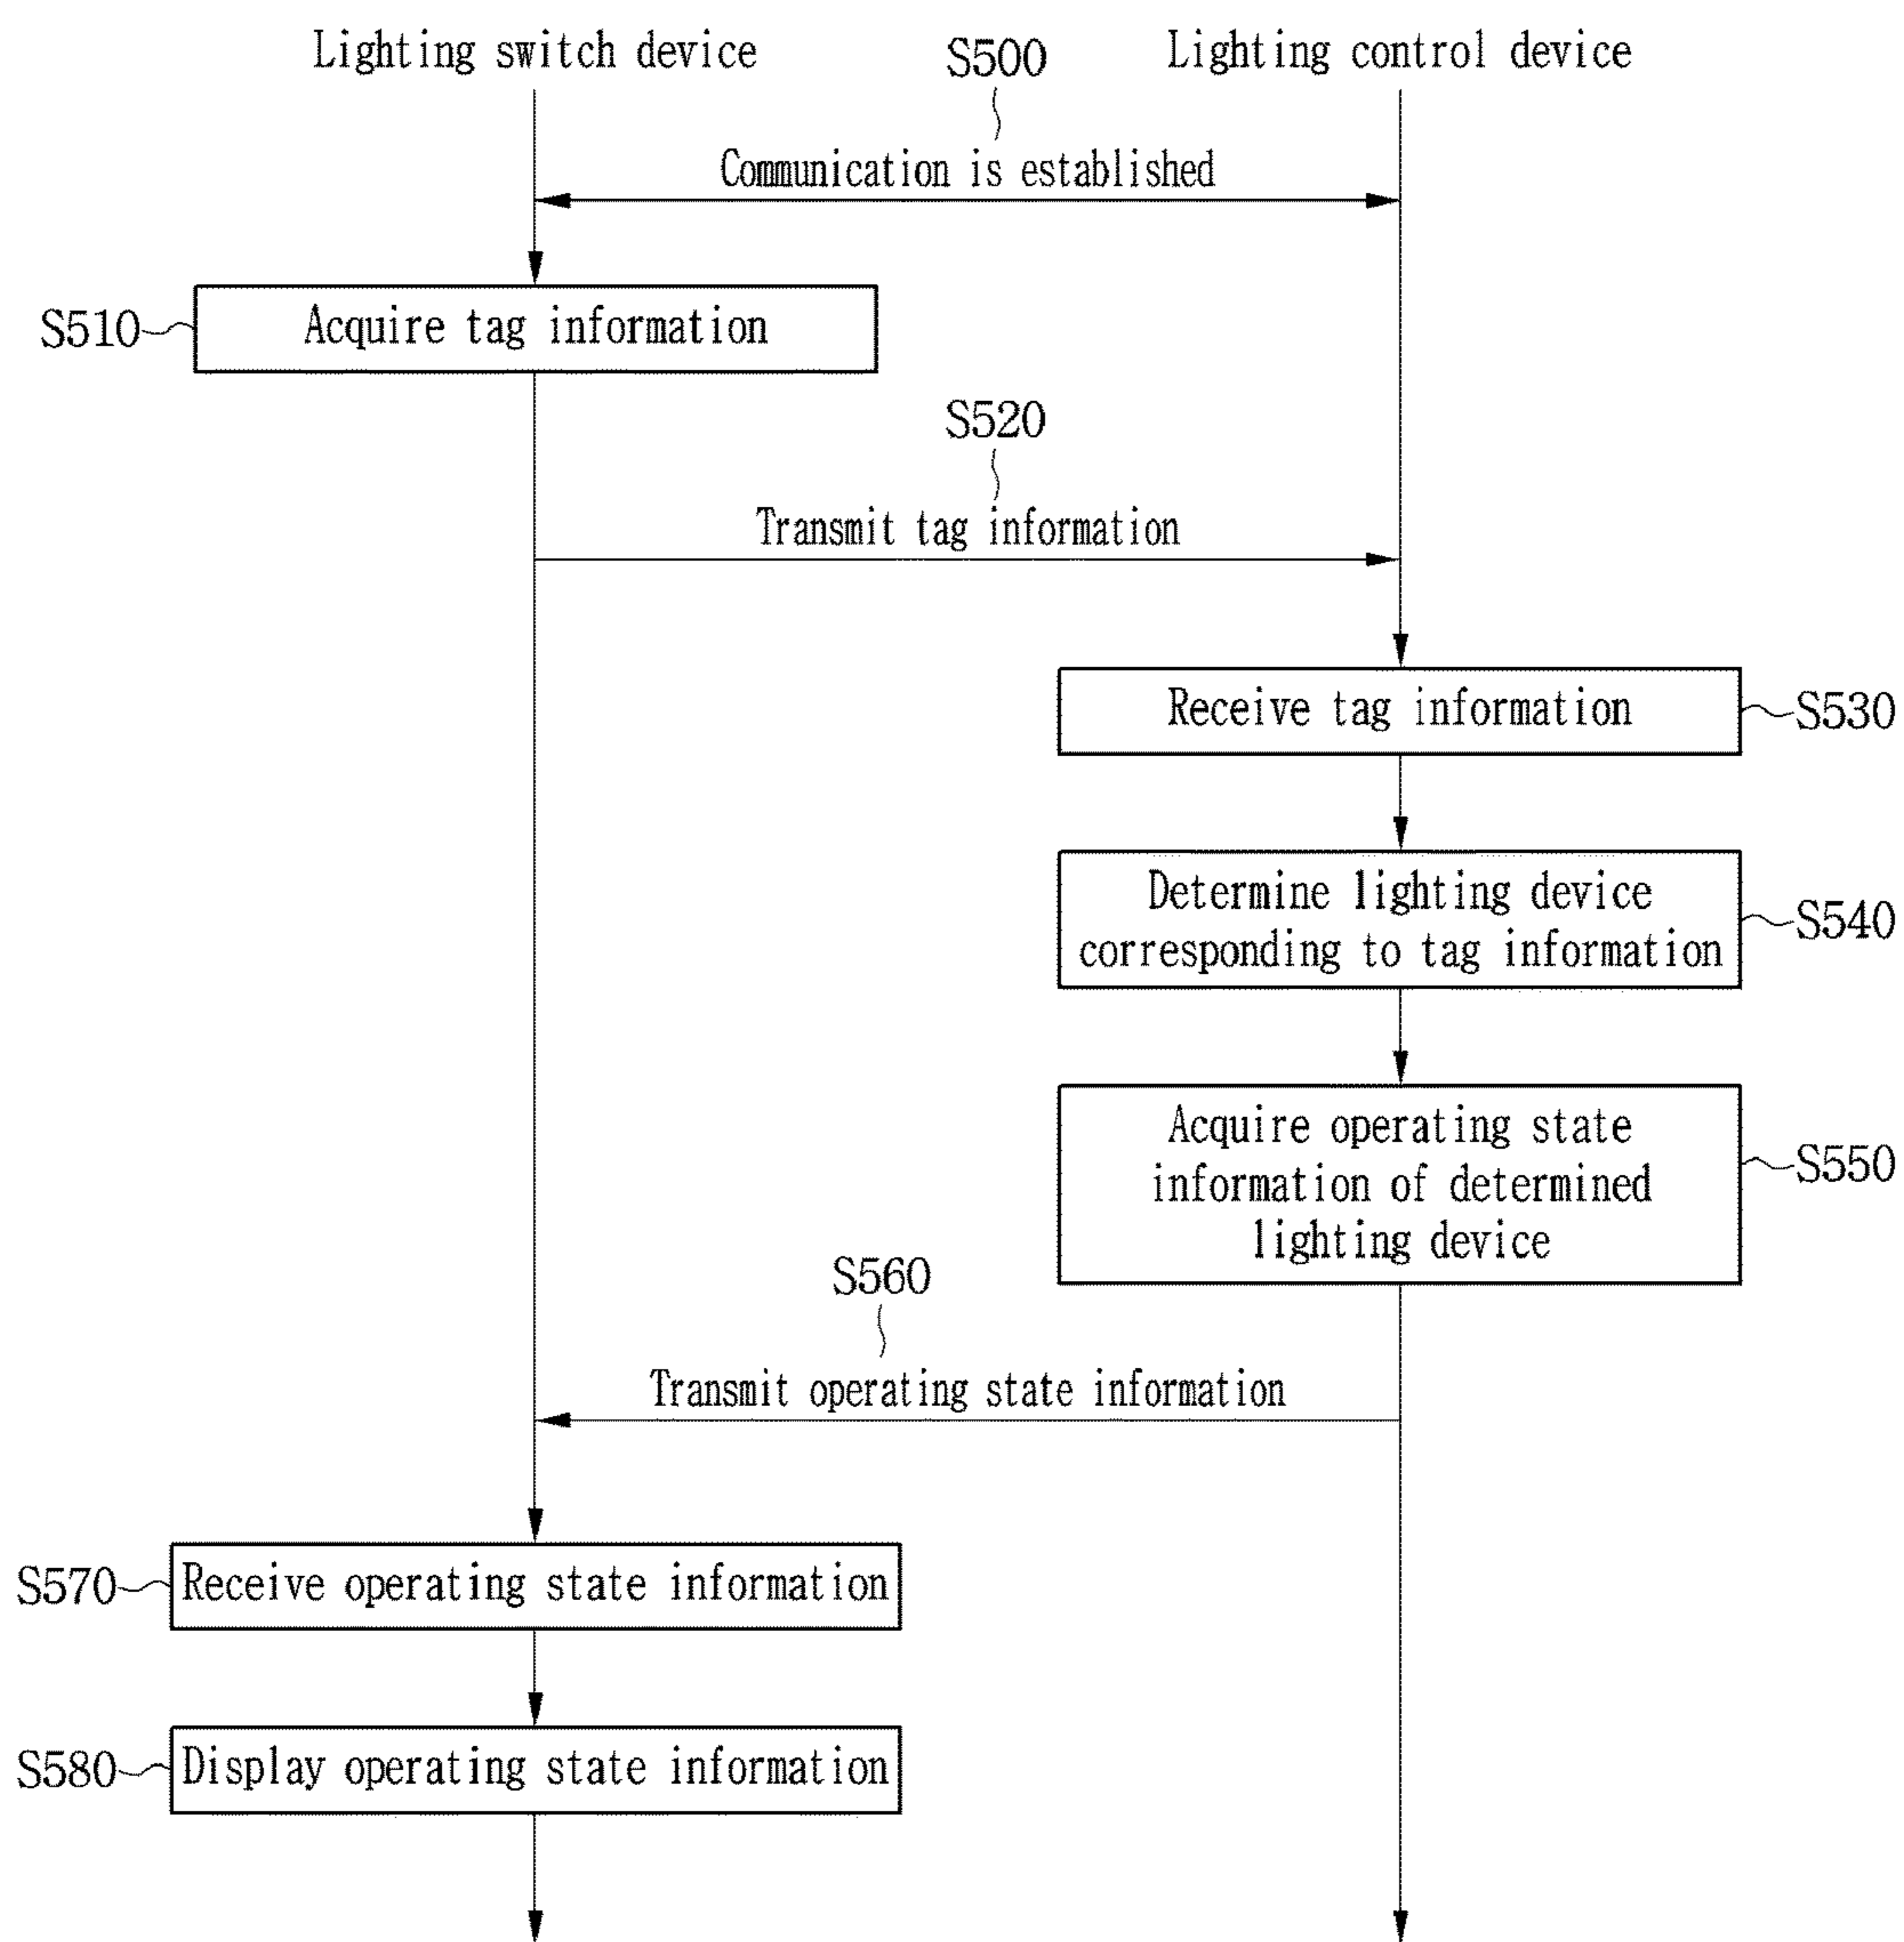 Lighting switch device
S500
Lighting control device
Communication is established
S510
Acquire tag information
S520
Transmit tag information
Receive tag information
S530
Determine lighting device
corresponding to tag information
S540
Acquire operating state
information of determined
lighting device
S550
S560
Transmit operating state information
S570
Receive operating state information
S580
Display operating state information